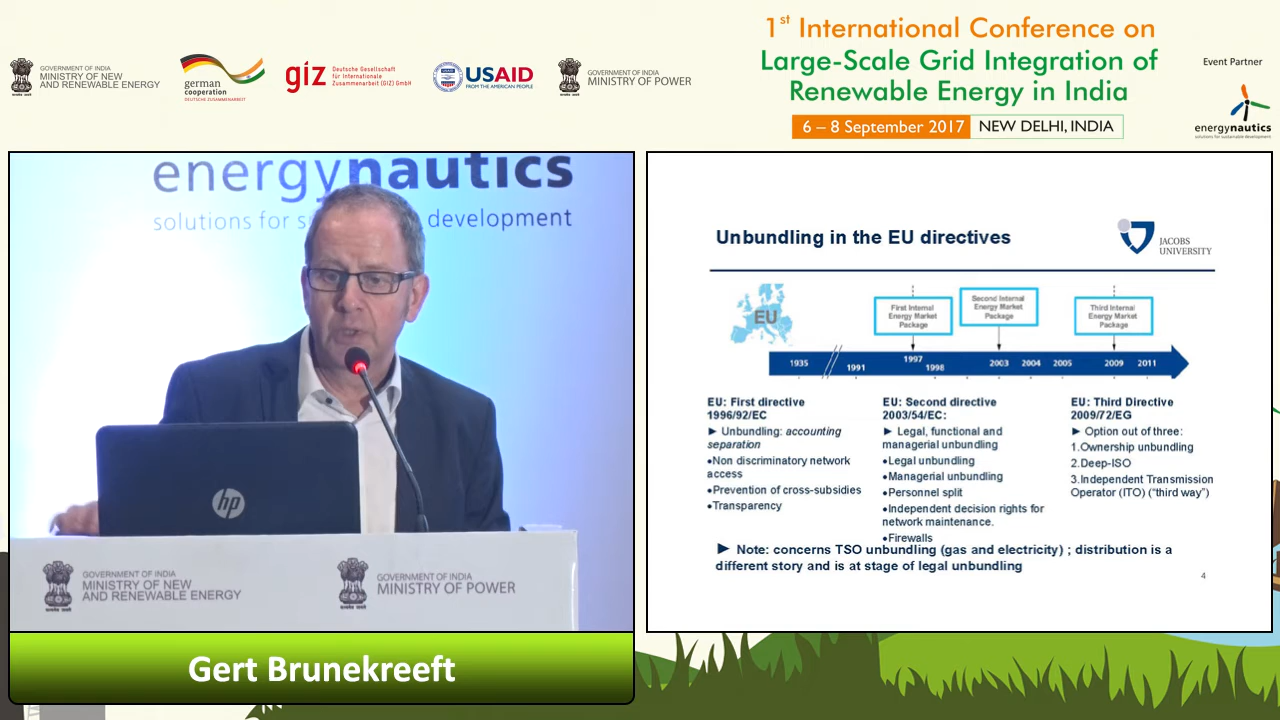 GOVERNMENT OF INDIA
MINISTRY OF NEW
AND RENEWABLE ENERGY
german
cooperation
DEUTSCHE ZUSAMMENARBEIT
giz
Deutsche Gesellschaft
für Internationale
Zusammenarbeit (GIZ) GmbH
USAID
FROM THE AMERICAN PEOPLE
GOVERNMENT OF INDIA
MINISTRY OF POWER
1st International Conference on
Large-Scale Grid Integration of
Renewable Energy in India
6 – 8 September 2017 NEW DELHI, INDIA
Event Partner
energynautics
solutions for sustainable development
energynautics
solutions for su development
hp
GOVERNMENT OF INDIA
MINISTRY OF NEW
AND RENEWABLE ENERGY
GOVERNMENT OF INDIA
MINISTRY OF POWER
Gert Brunekreeft
Unbundling in the EU directives
JACOBS
UNIVERSITY
EU
First Internal
Energy Market
Package
Second Internal
Energy Market
Package
Third Internal
Energy Market
Package
1935 1991 1997 1998 2003 2004 2005 2009 2011
EU: First directive
1996/92/EC
► Unbundling: accounting
separation
•Non discriminatory network
access
•Prevention of cross-subsidies
•Transparency
EU: Second directive
2003/54/EC:
► Legal, functional and
managerial unbundling
•Legal unbundling
•Managerial unbundling
•Personnel split
•Independent decision rights for
network maintenance.
•Firewalls
EU: Third Directive
2009/72/EG
► Option out of three:
1.Ownership unbundling
2.Deep-ISO
3.Independent Transmission
Operator (ITO) ("third way")
► Note: concerns TSO unbundling (gas and electricity) ; distribution is a
different story and is at stage of legal unbundling
4